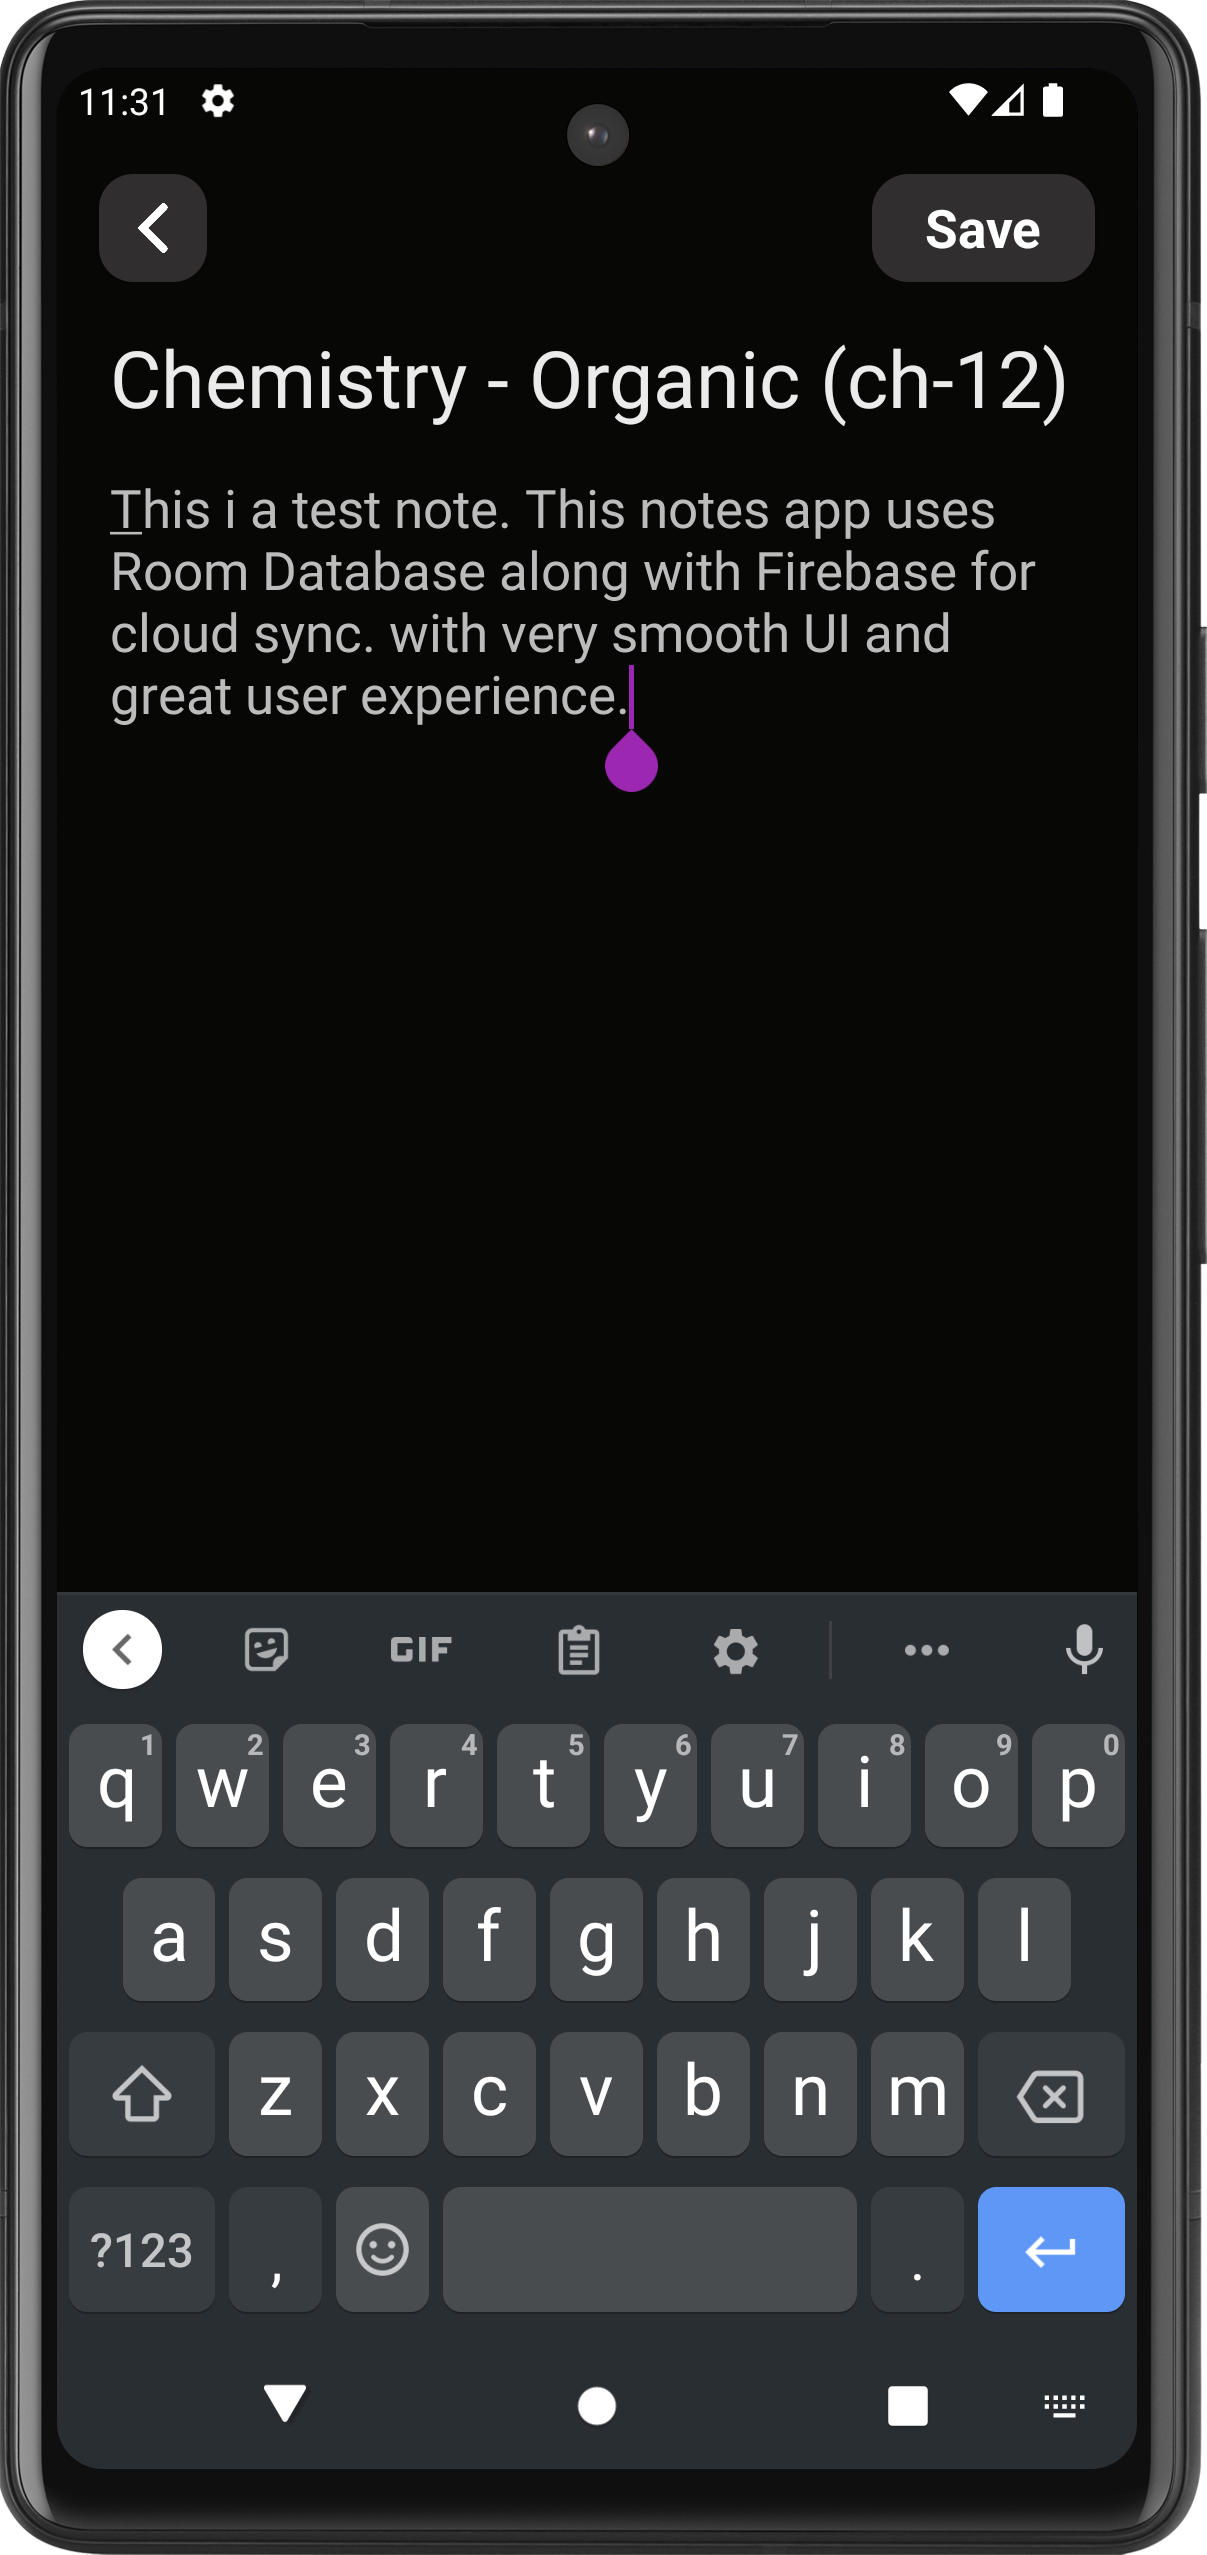 11:31
Save
Chemistry - Organic (ch-12)
This i a test note. This notes app uses
Room Database along with Firebase for
cloud sync. with very smooth UI and
great user experience.
GIF
1 2 3 4 5 6 7 8 9 0
q w e r t y u i o p
a s d f g h j k l
z x c v b n m
?123 , .